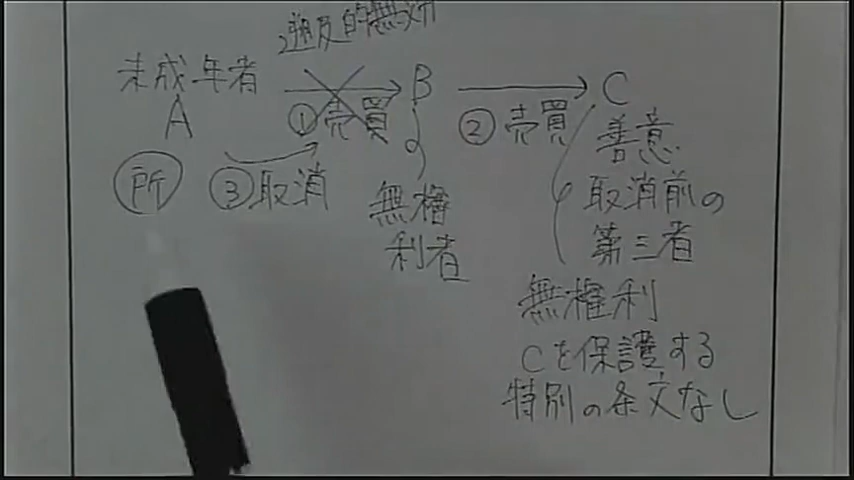 遡及的無効
未成年者
A
①売買
B
②売買
C
善意
所
③取消
無権
利者
取消前の
第三者
無権利
Cを保護する
特別の条文なし